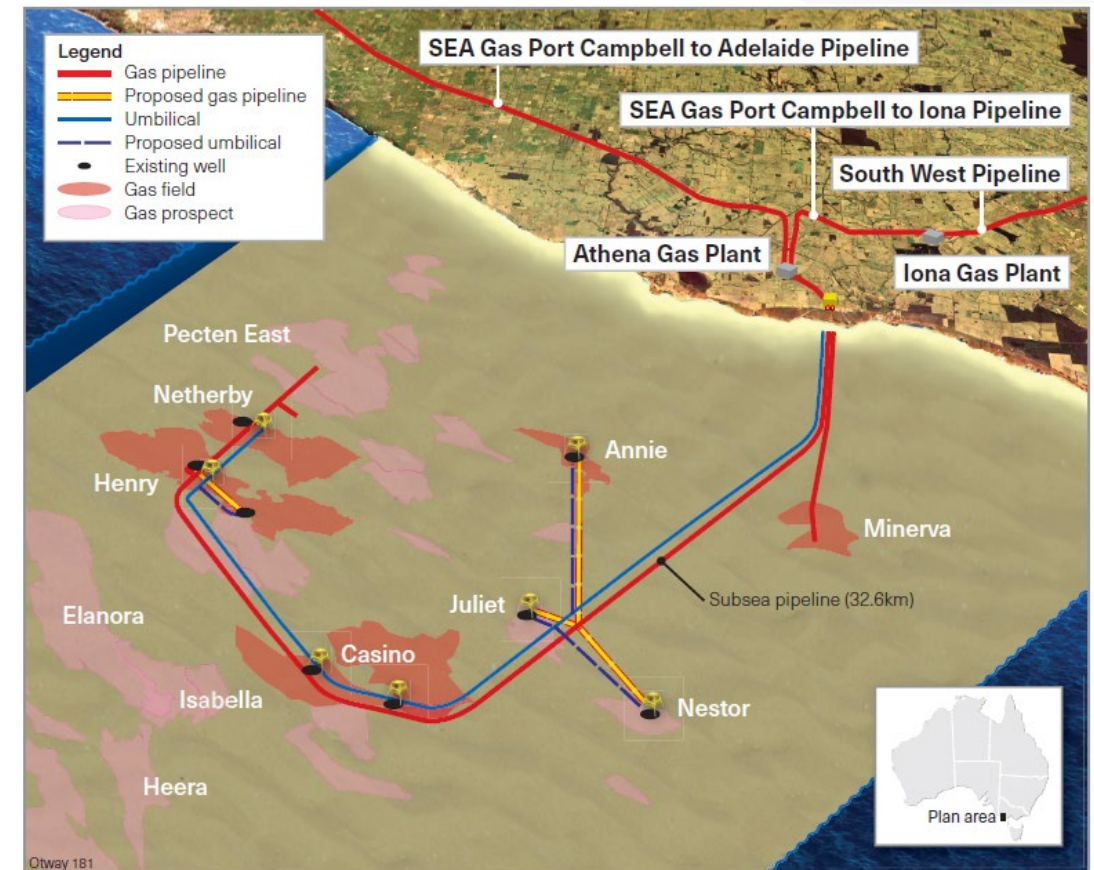 Legend
Gas pipeline
Proposed gas pipeline
Umbilical
Proposed umbilical
Existing well
Gas field
Gas prospect
SEA Gas Port Campbell to Adelaide Pipeline
SEA Gas Port Campbell to Iona Pipeline
South West Pipeline
Athena Gas Plant
Iona Gas Plant
Pecten East
Netherby
Henry
Annie
Minerva
Subsea pipeline (32.6km)
Juliet
Elanora
Casino
Isabella
Nestor
Heera
Plan area
Otway 181